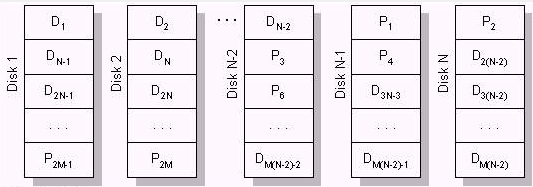 Disk 1 D1 Disk 2 D2 · · · Disk N-2 DN-2 Disk N-1 P1 Disk N P2
DN-1 DN P3 P4 D2(N-2)
D2N-1 D2N P6 D3N-3 D3(N-2)
. . . . . . . . . . . . . . .
P2M-1 P2M DM(N-2)-2 DM(N-2)-1 DM(N-2)